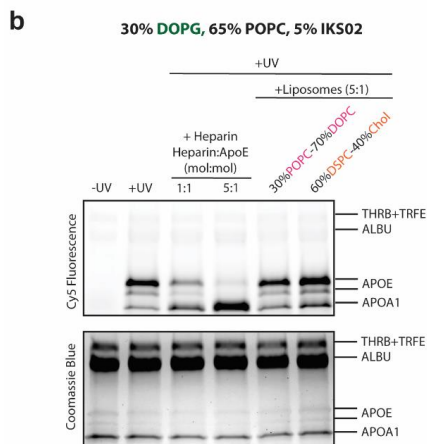 b
30% DOPG, 65% POPC, 5% IKS02
+UV
+Liposomes (5:1)
+ Heparin
Heparin:ApoE
(mol:mol)
30%POPC-70%DOPC
60%DSPC-40%Chol
-UV +UV 1:1 5:1
Cy5 Fluorescence
THRB+TRFE
ALBU
APOE
APOA1
Coomassie Blue
THRB+TRFE
ALBU
APOE
APOA1